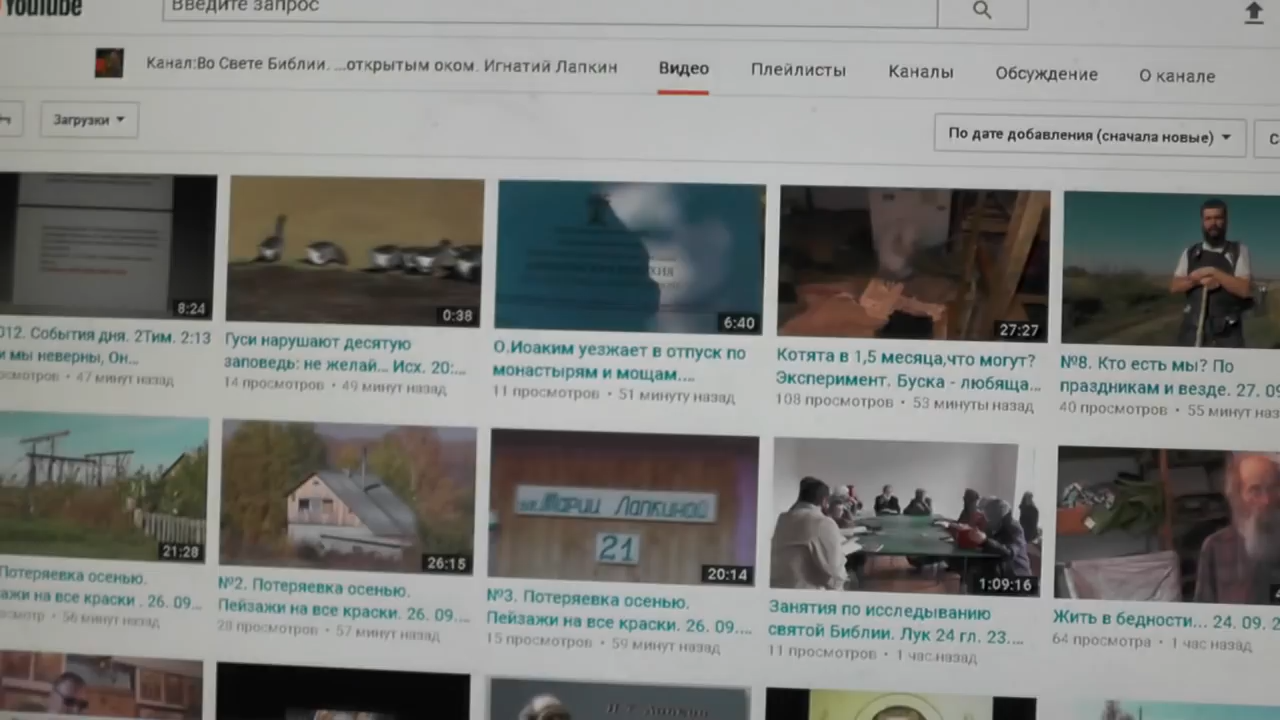 YouTube
Введите запрос
Канал:Во Свете Библии. ...открытым оком. Игнатий Лапкин
Видео
Плейлисты
Каналы
Обсуждение
О канале
Загрузки
По дате добавления (сначала новые)
С
8:24
0:38
6:40
27:27
012. События дня. 2Тим. 2:13
и мы неверны, Он...
47 минут назад
Гуси нарушают десятую
заповедь: не желай... Исх. 20:...
14 просмотров • 49 минут назад
О.Иоаким уезжает в отпуск по
монастырям и мощам....
11 просмотров • 51 минуту назад
Котята в 1,5 месяца,что могут?
Эксперимент. Буска - любяща...
108 просмотров • 53 минуты назад
№8. Кто есть мы? По
праздникам и везде. 27. 09
40 просмотров • 55 минут наз
21:28
26:15
ул. Марии Лапкиной
21
20:14
1:09:16
Потеряевка осенью.
ажи на все краски . 26. 09...
смотр • 56 минут назад
№2. Потеряевка осенью.
Пейзажи на все краски. 26. 09....
28 просмотров • 57 минут назад
№3. Потеряевка осенью.
Пейзажи на все краски. 26. 09....
15 просмотров • 59 минут назад
Занятия по исследыванию
святой Библии. Лук 24 гл. 23....
11 просмотров • 1 час назад
Жить в бедности... 24. 09. 2
64 просмотра • 1 час назад